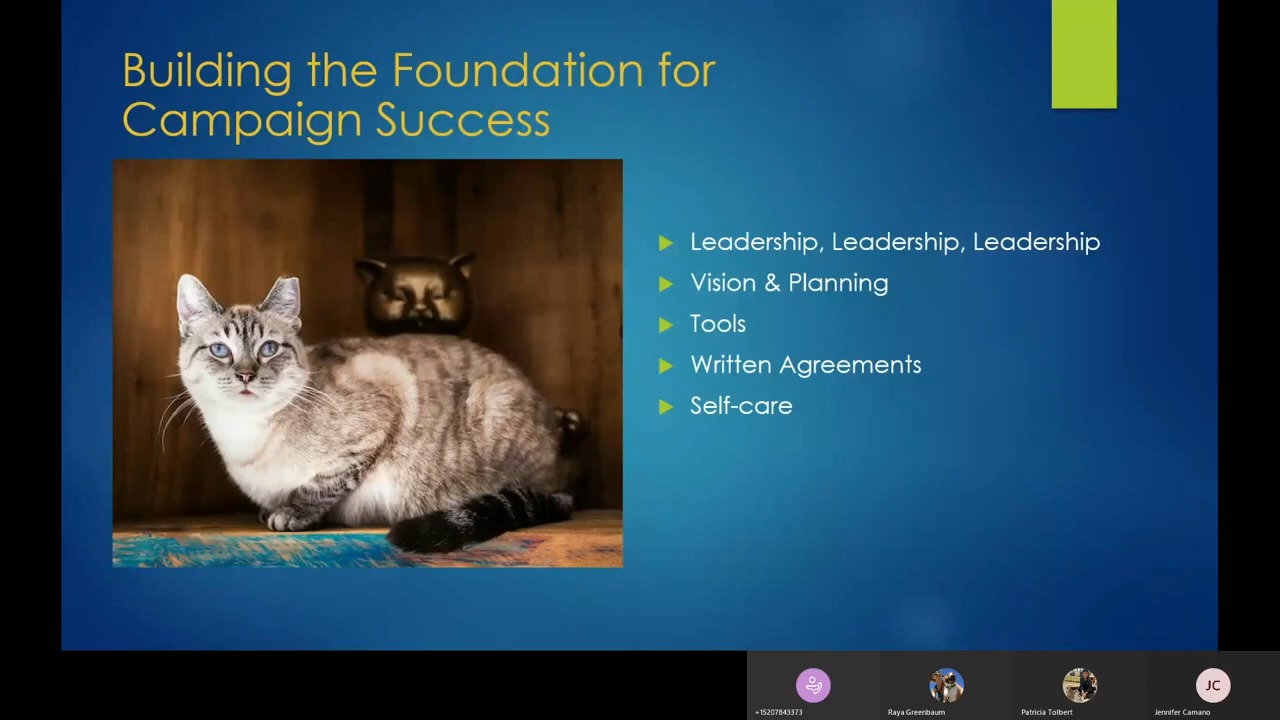 Building the Foundation for
Campaign Success
Leadership, Leadership, Leadership
Vision & Planning
Tools
Written Agreements
Self-care
JC
+15207843373
Raya Greenbaum
Patricia Tolbert
Jennifer Camano